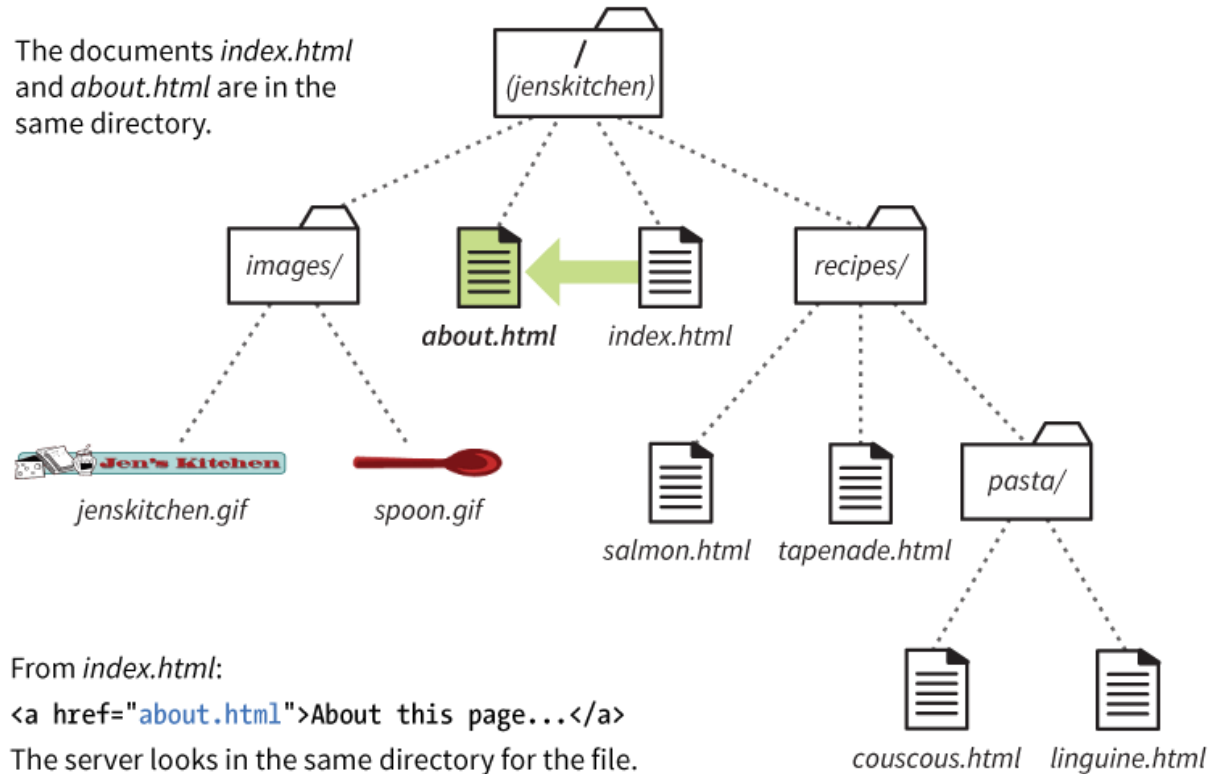 The documents index.html
and about.html are in the
same directory.
/
(jenskitchen)
images/
about.html
index.html
recipes/
Jen's Kitchen
jenskitchen.gif
spoon.gif
salmon.html
tapenade.html
pasta/
couscous.html
linguine.html
From index.html:
<a href="about.html">About this page...</a>
The server looks in the same directory for the file.